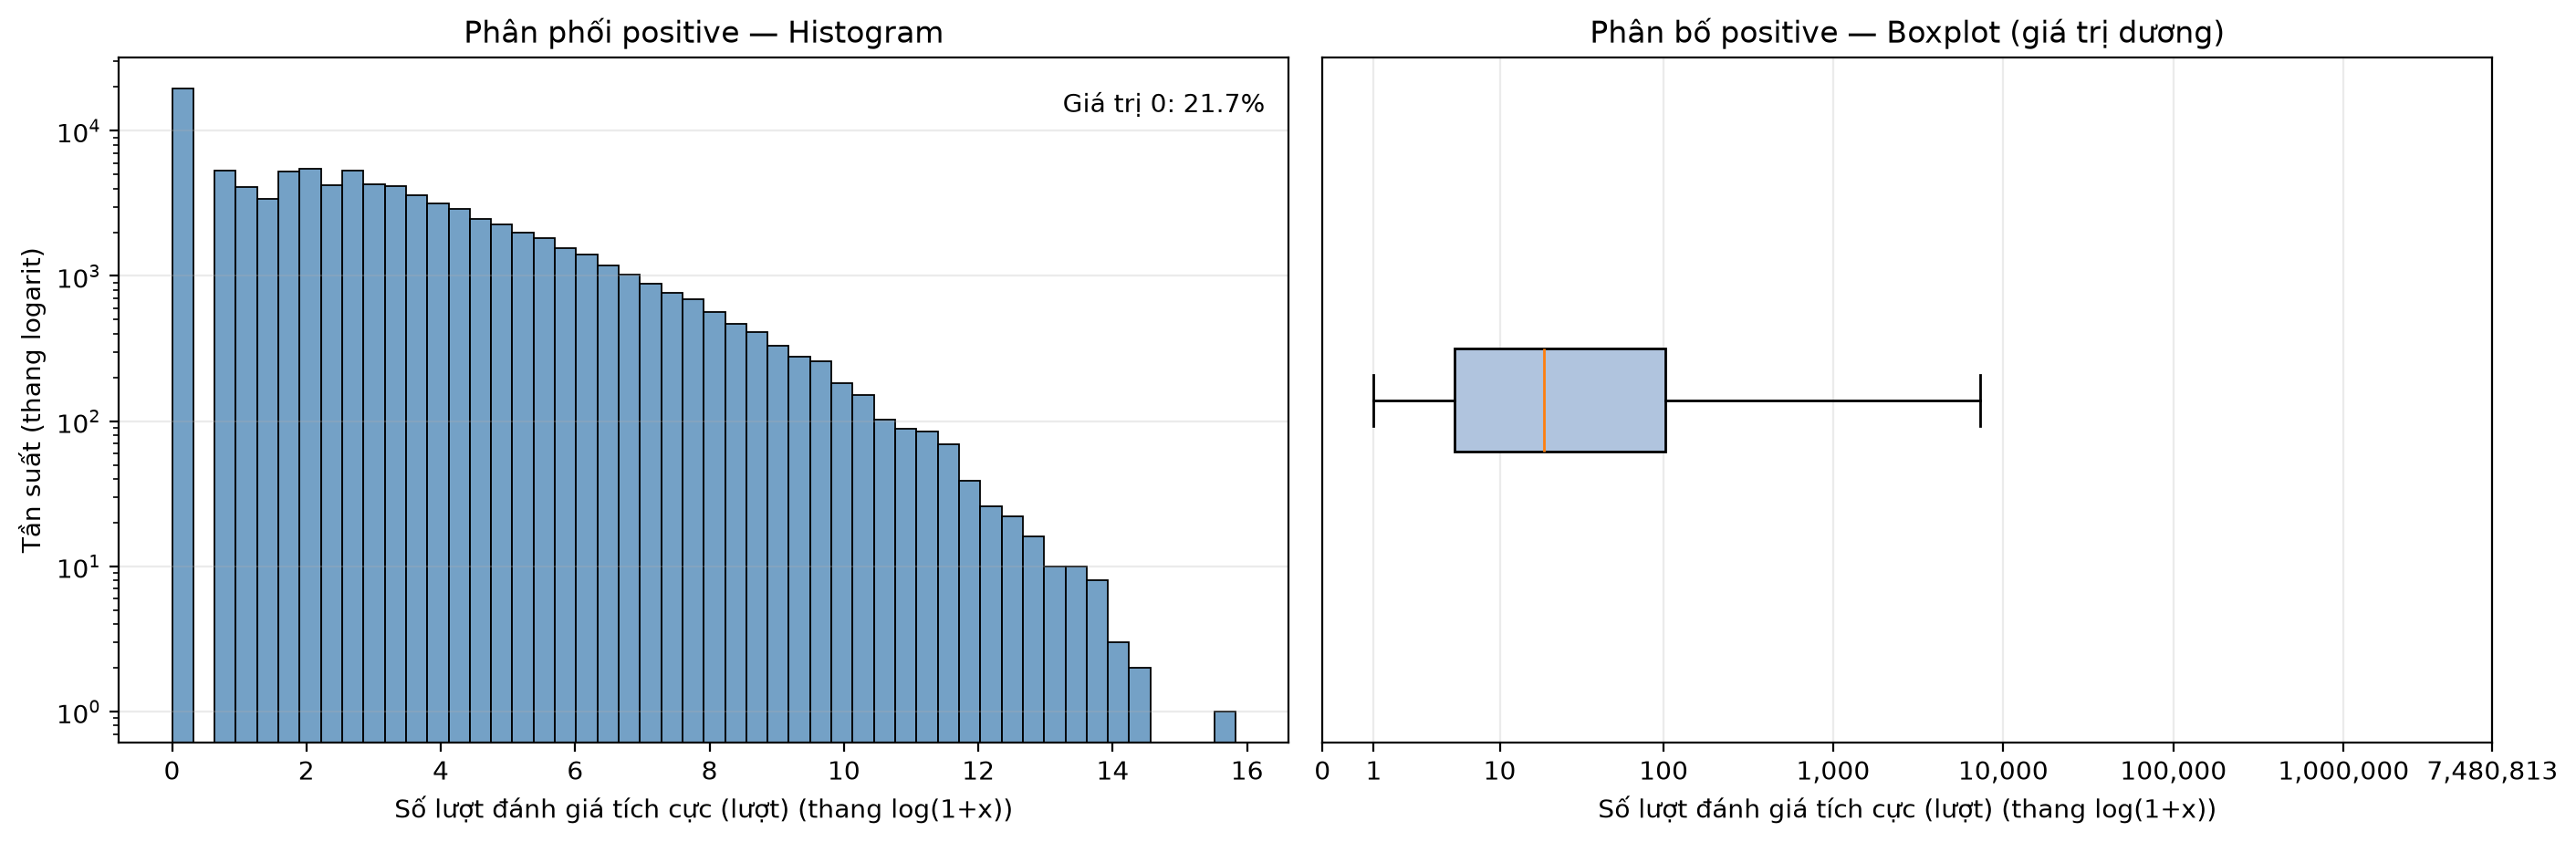 Phân phối positive — Histogram
Giá trị 0: 21.7%
Tần suất (thang logarit)
10⁴
10³
10²
10¹
10⁰
0 2 4 6 8 10 12 14 16
Số lượt đánh giá tích cực (lượt) (thang log(1+x))
Phân bố positive — Boxplot (giá trị dương)
0 1 10 100 1,000 10,000 100,000 1,000,000 7,480,813
Số lượt đánh giá tích cực (lượt) (thang log(1+x))